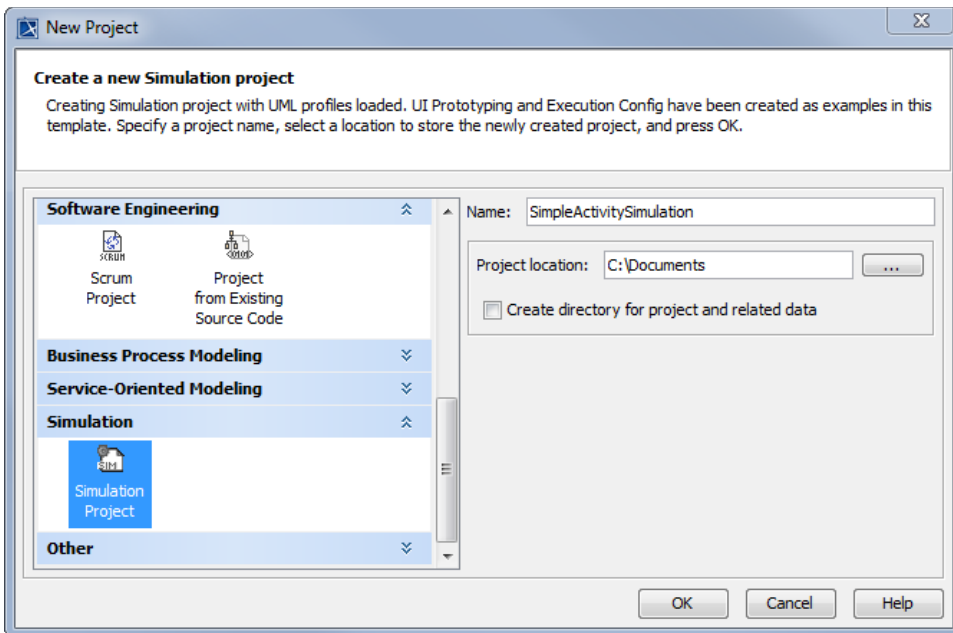 New Project
Create a new Simulation project
Creating Simulation project with UML profiles loaded. UI Prototyping and Execution Config have been created as examples in this
template. Specify a project name, select a location to store the newly created project, and press OK.
Software Engineering
SCRUM
Scrum
Project
Project
from Existing
Source Code
Business Process Modeling
Service-Oriented Modeling
Simulation
SIM
Simulation
Project
Other
Name: SimpleActivitySimulation
Project location: C:\Documents ...
Create directory for project and related data
OK Cancel Help